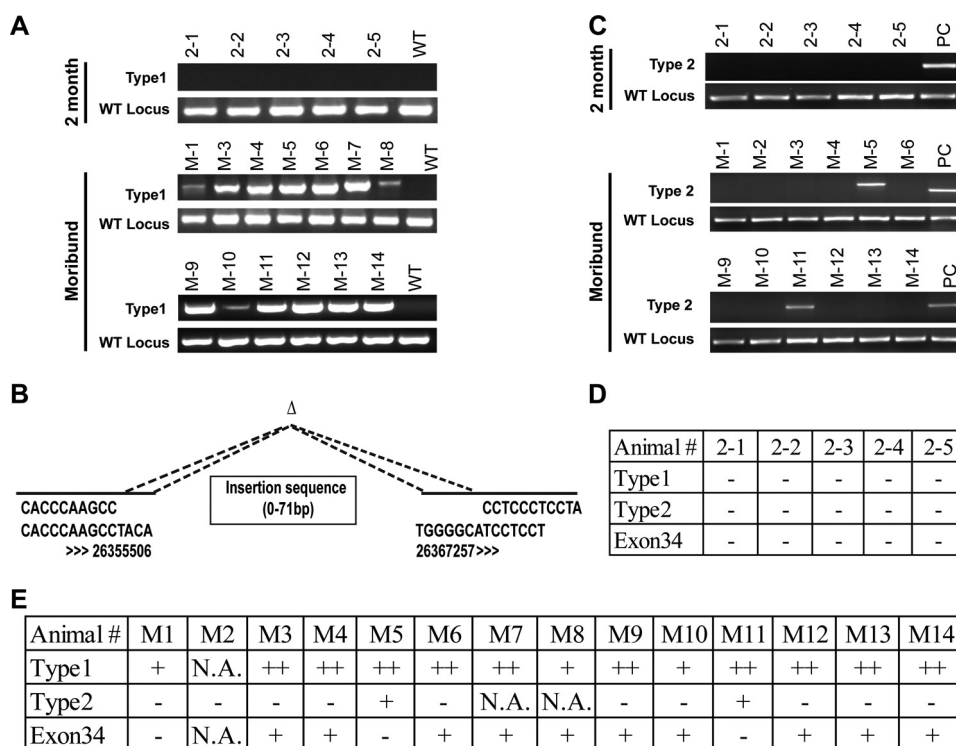 A
2-1 2-2 2-3 2-4 2-5 WT
2 month
Type1
WT Locus
M-1 M-3 M-4 M-5 M-6 M-7 M-8 WT
Moribund
Type1
WT Locus
M-9 M-10 M-11 M-12 M-13 M-14 WT
Type1
WT Locus
C
2-1 2-2 2-3 2-4 2-5 PC
2 month
Type 2
WT Locus
M-1 M-2 M-3 M-4 M-5 M-6 PC
Moribund
Type 2
WT Locus
M-9 M-10 M-11 M-12 M-13 M-14 PC
Type 2
WT Locus
B
Δ
Insertion sequence
(0-71bp)
CACCCAAGCC CCTCCCTCCTA
CACCCAAGCCTACA TGGGGCATCCTCCT
>>> 26355506 26367257>>>
D
Animal # 2-1 2-2 2-3 2-4 2-5
Type1 - - - - -
Type2 - - - - -
Exon34 - - - - -
E
Animal # M1 M2 M3 M4 M5 M6 M7 M8 M9 M10 M11 M12 M13 M14
Type1 + N.A. ++ ++ ++ ++ ++ + ++ + ++ ++ ++ ++
Type2 - - - - + - N.A. N.A. - - + - - -
Exon34 - N.A. + + - + + + + + - + + +